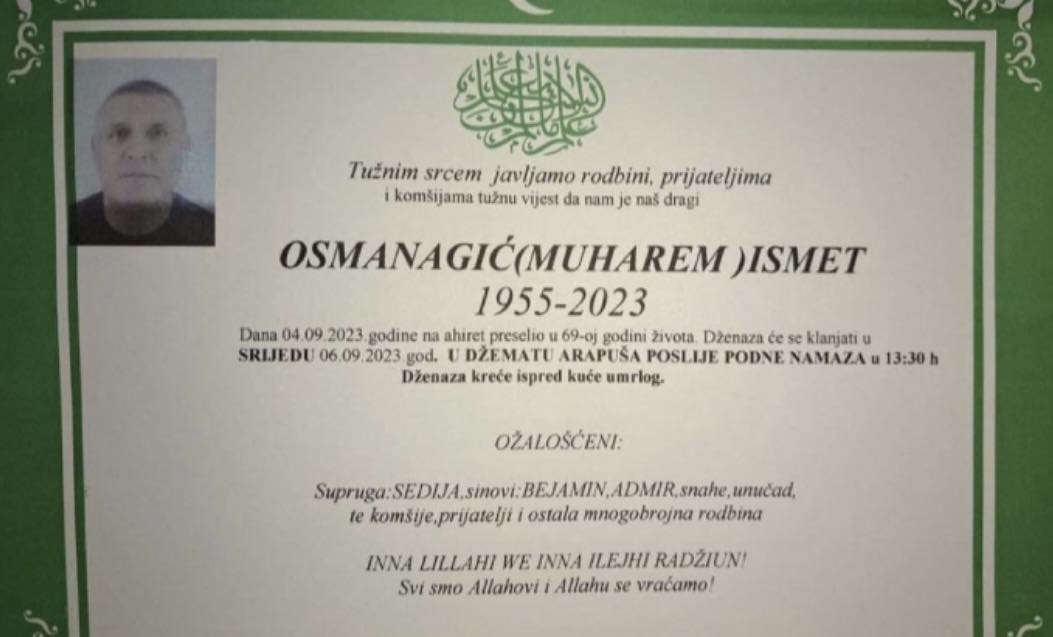 Tužnim srcem javljamo rodbini, prijateljima
i komšijama tužnu vijest da nam je naš dragi
OSMANAGIĆ(MUHAREM )ISMET
1955-2023
Dana 04.09.2023.godine na ahiret preselio u 69-oj godini života. Dženaza će se klanjati u
SRIJEDU 06.09.2023.god. U DŽEMATU ARAPUŠA POSLIJE PODNE NAMAZA u 13:30 h
Dženaza kreće ispred kuće umrlog.
OŽALOŠĆENI:
Supruga:SEDIJA,sinovi:BEJAMIN,ADMIR,snahe,unučad,
te komšije,prijatelji i ostala mnogobrojna rodbina
INNA LILLAHI WE INNA ILEJHI RADŽIUN!
Svi smo Allahovi i Allahu se vraćamo!